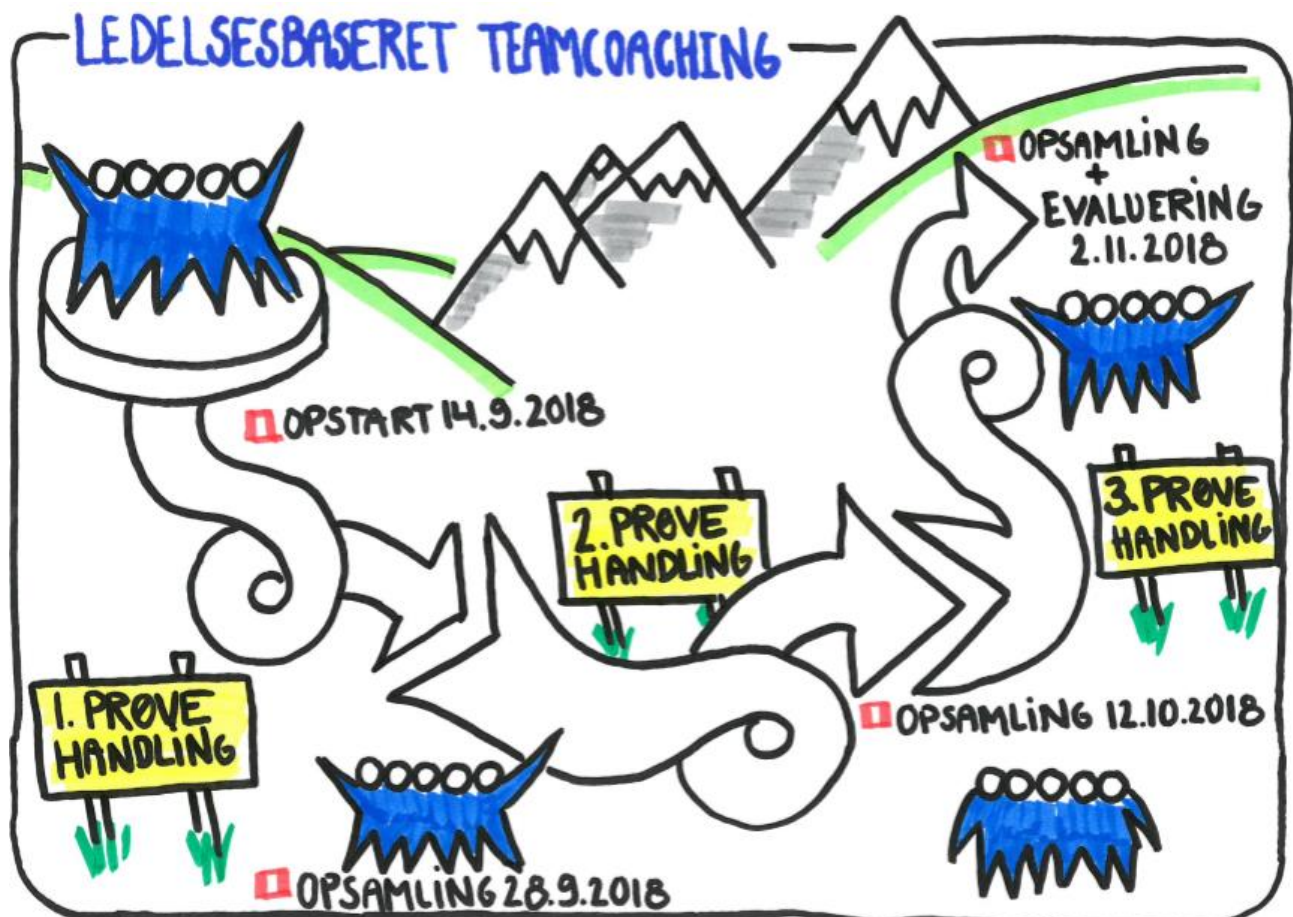 LEDELSESBASERET TEAMCOACHING
OPSAMLING
+
EVALUERING
2.11.2018
OPSTART 14.9.2018
2. PRØVE
HANDLING
3. PRØVE
HANDLING
1. PRØVE
HANDLING
OPSAMLING 12.10.2018
OPSAMLING 28.9.2018